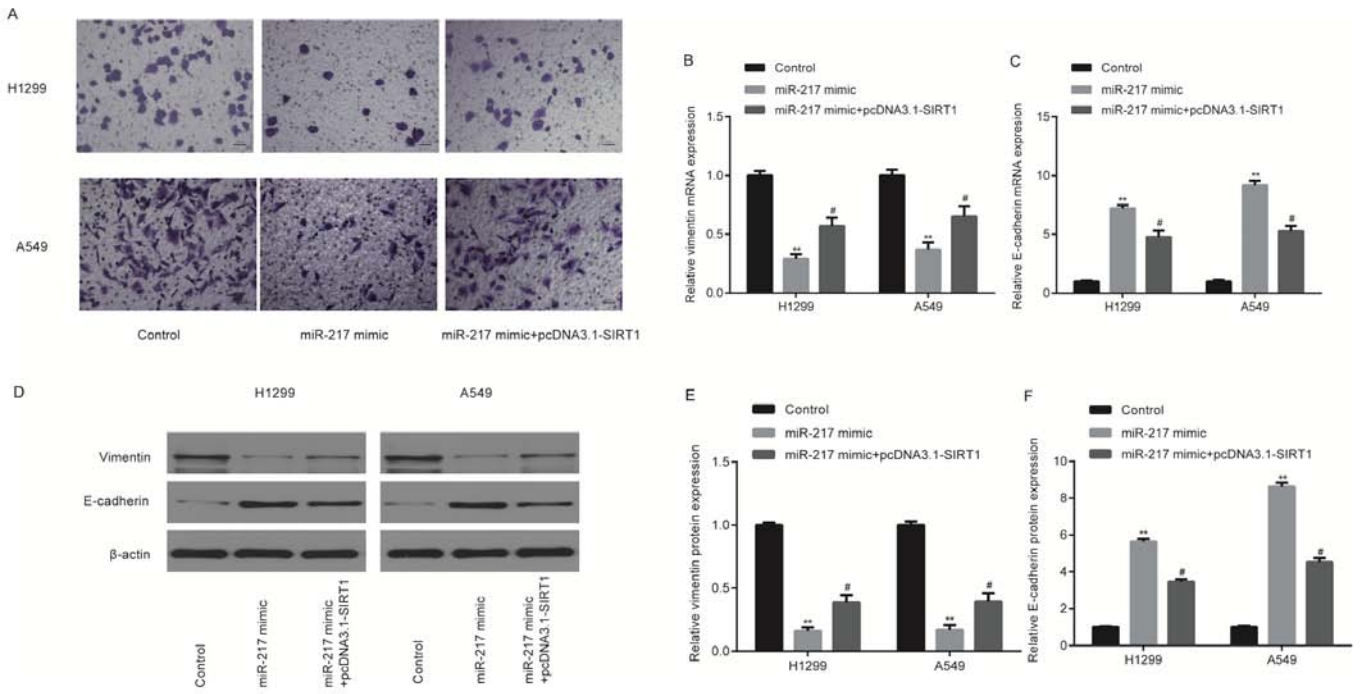 A
H1299
A549
Control
miR-217 mimic
miR-217 mimic+pcDNA3.1-SIRT1
B
Control
miR-217 mimic
miR-217 mimic+pcDNA3.1-SIRT1
Relative vimentin mRNA expression
1.5
1.0
0.5
0.0
**
#
**
#
H1299
A549
C
Control
miR-217 mimic
miR-217 mimic+pcDNA3.1-SIRT1
Relative E-cadherin mRNA expression
15
10
5
0
**
#
**
#
H1299
A549
D
H1299
A549
Vimentin
E-cadherin
β-actin
Control
miR-217 mimic
miR-217 mimic
+pcDNA3.1-SIRT1
Control
miR-217 mimic
miR-217 mimic
+pcDNA3.1-SIRT1
E
Control
miR-217 mimic
miR-217 mimic+pcDNA3.1-SIRT1
Relative vimentin protein expression
1.5
1.0
0.5
0.0
**
#
**
#
H1299
A549
F
Control
miR-217 mimic
miR-217 mimic+pcDNA3.1-SIRT1
Relative E-cadherin protein expression
10
8
6
4
2
0
**
#
**
#
H1299
A549